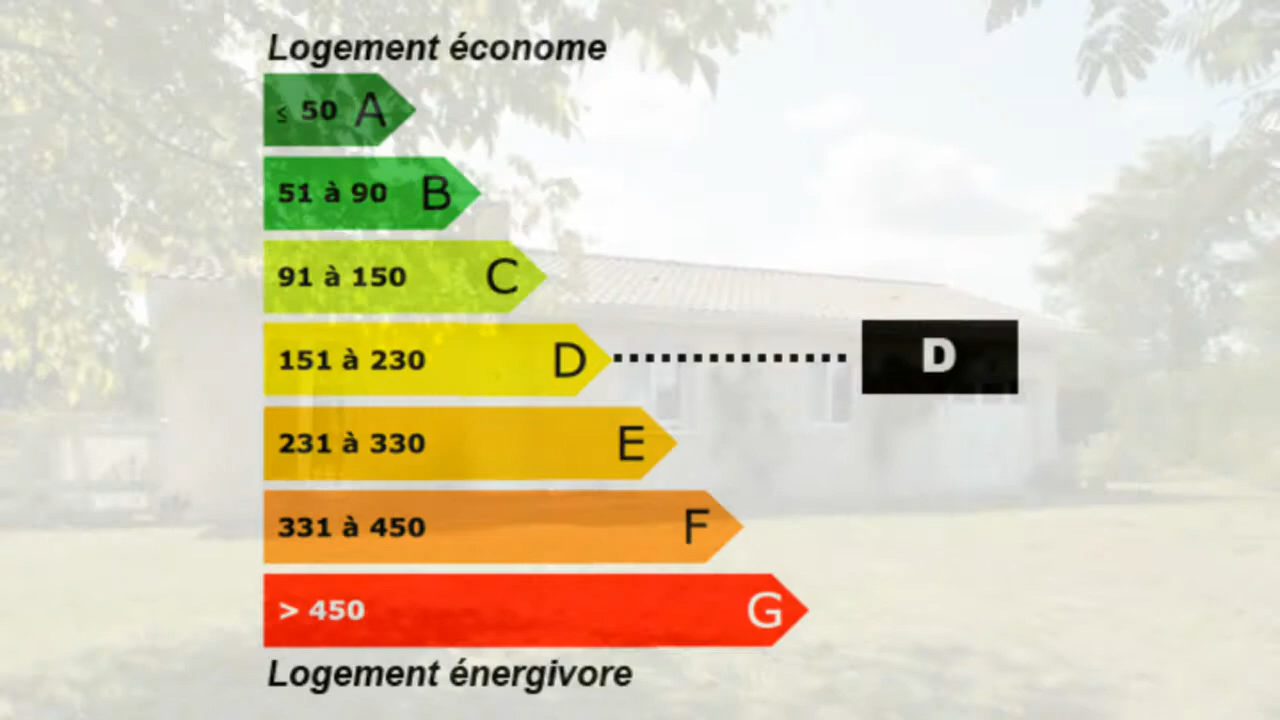 Logement économe
≤ 50 A
51 à 90 B
91 à 150 C
151 à 230 D D
231 à 330 E
331 à 450 F
> 450 G
Logement énergivore